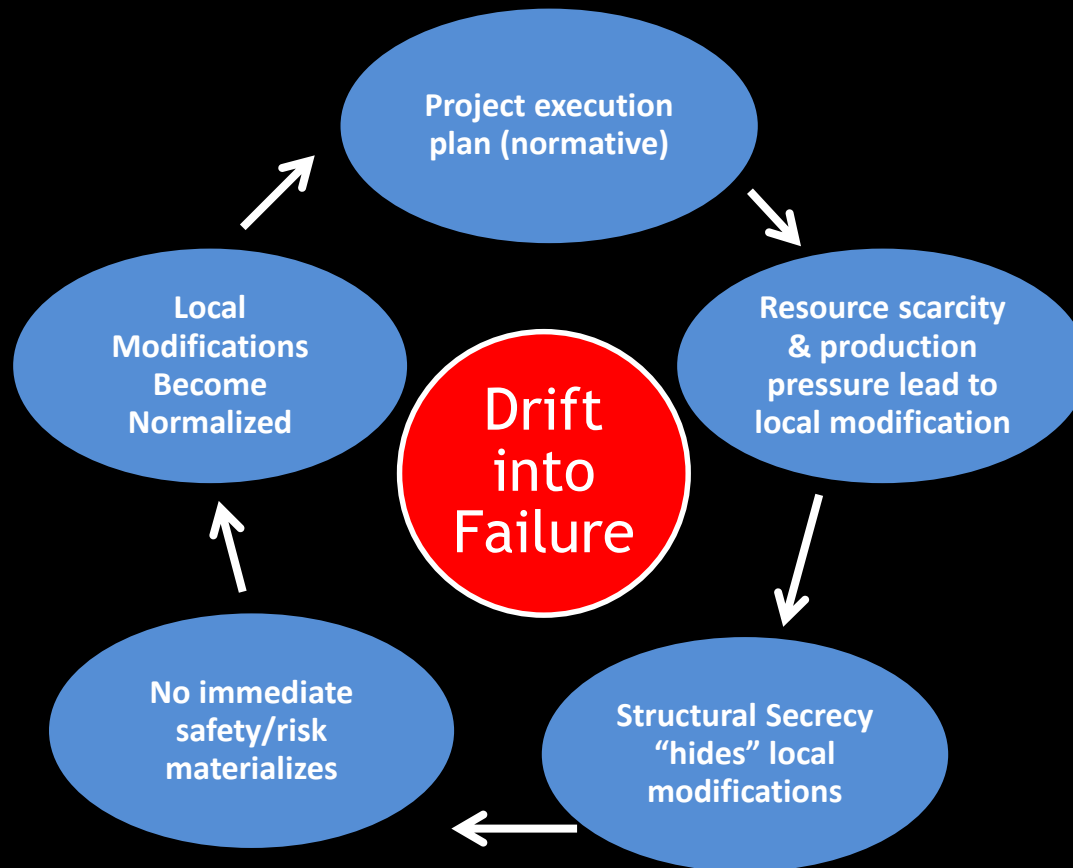 Project execution
plan (normative)
Resource scarcity
& production
pressure lead to
local modification
Structural Secrecy
“hides” local
modifications
No immediate
safety/risk
materializes
Local
Modifications
Become
Normalized
Drift
into
Failure